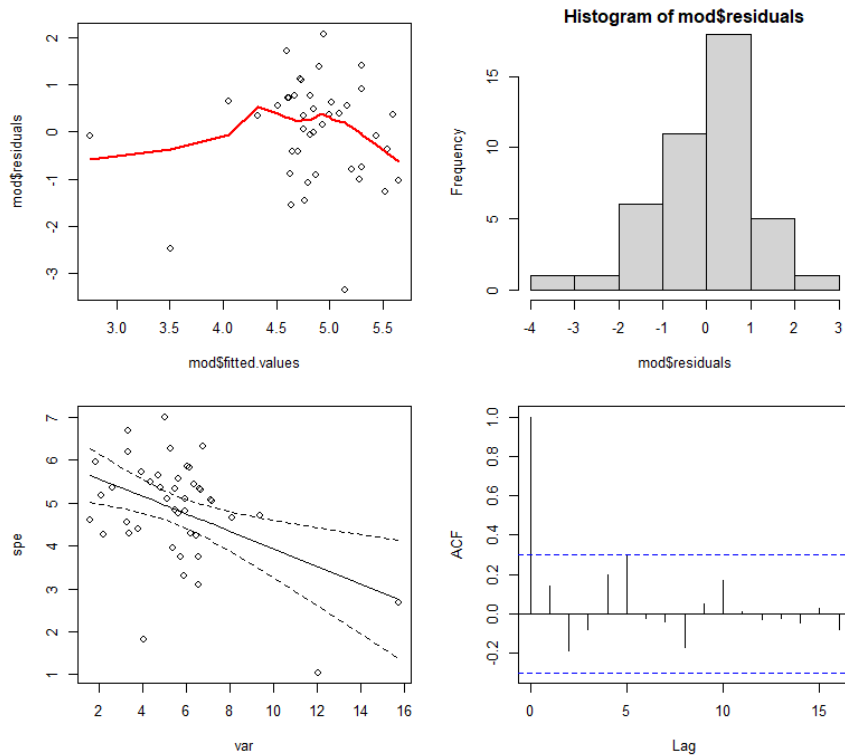 2
1
0
-1
-2
-3
mod$residuals
3.0 3.5 4.0 4.5 5.0 5.5
mod$fitted.values
Histogram of mod$residuals
15
10
5
0
Frequency
-4 -3 -2 -1 0 1 2 3
mod$residuals
7
6
5
4
3
2
1
spe
2 4 6 8 10 12 14 16
var
1.0
0.8
0.6
0.4
0.2
0.0
-0.2
ACF
0 5 10 15
Lag